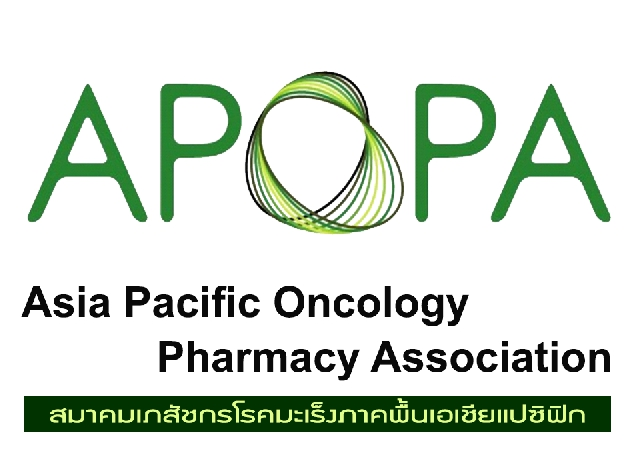 APOPA
Asia Pacific Oncology
Pharmacy Association
สมาคมเภสัชกรโรคมะเร็งภาคพื้นเอเชียแปซิฟิก